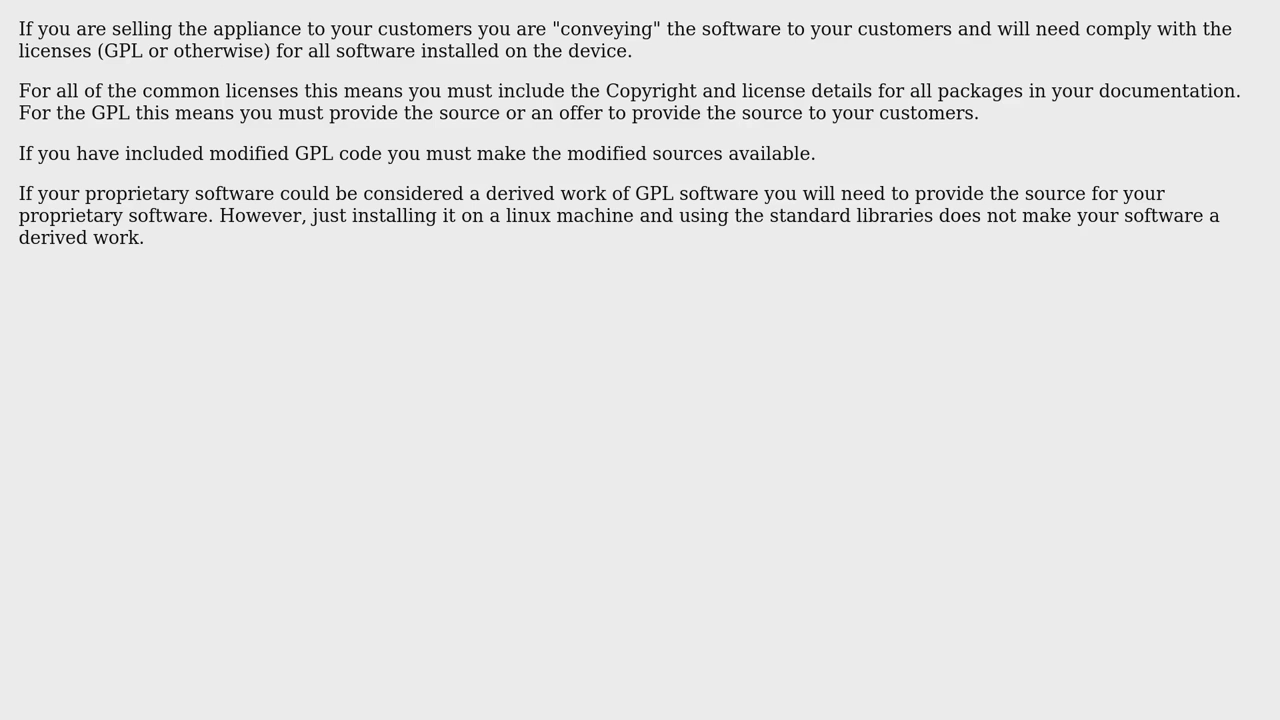 If you are selling the appliance to your customers you are "conveying" the software to your customers and will need comply with the
licenses (GPL or otherwise) for all software installed on the device.
For all of the common licenses this means you must include the Copyright and license details for all packages in your documentation.
For the GPL this means you must provide the source or an offer to provide the source to your customers.
If you have included modified GPL code you must make the modified sources available.
If your proprietary software could be considered a derived work of GPL software you will need to provide the source for your
proprietary software. However, just installing it on a linux machine and using the standard libraries does not make your software a
derived work.